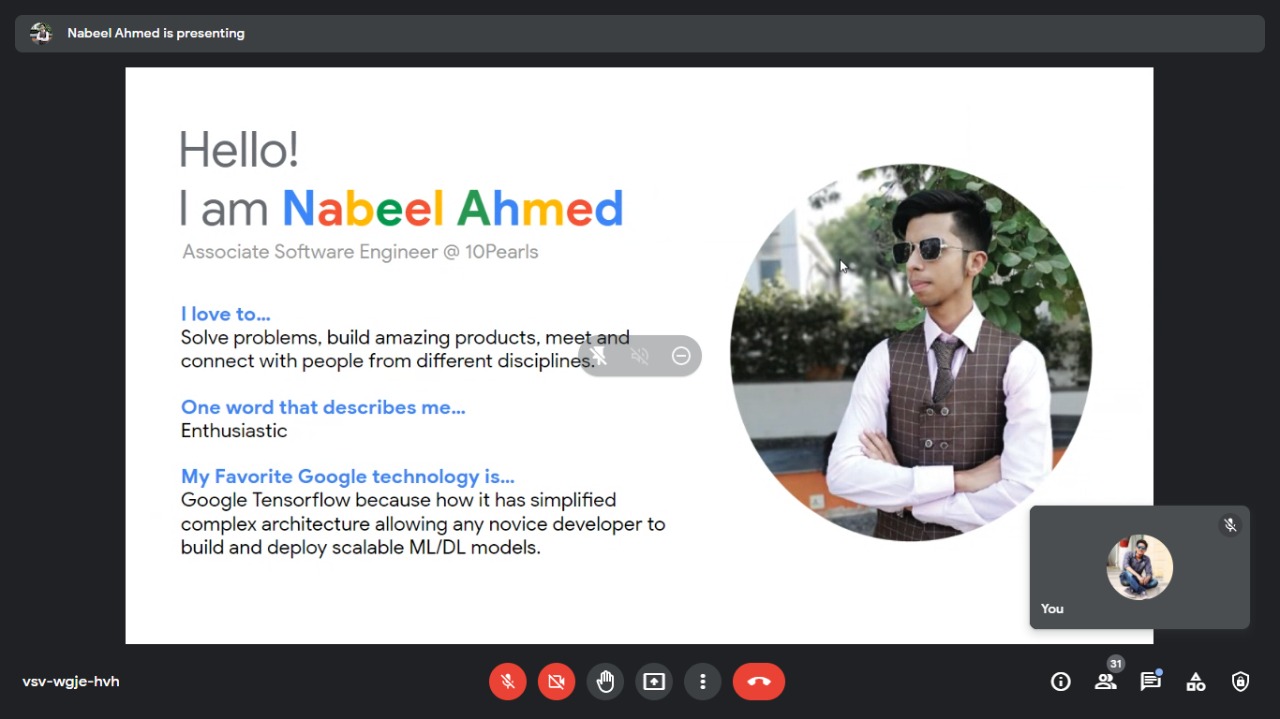 Nabeel Ahmed is presenting
Hello!
I am Nabeel Ahmed
Associate Software Engineer @ 10Pearls
I love to...
Solve problems, build amazing products, meet and
connect with people from different disciplines.
One word that describes me...
Enthusiastic
My Favorite Google technology is...
Google Tensorflow because how it has simplified
complex architecture allowing any novice developer to
build and deploy scalable ML/DL models.
You
vsv-wgje-hvh
31